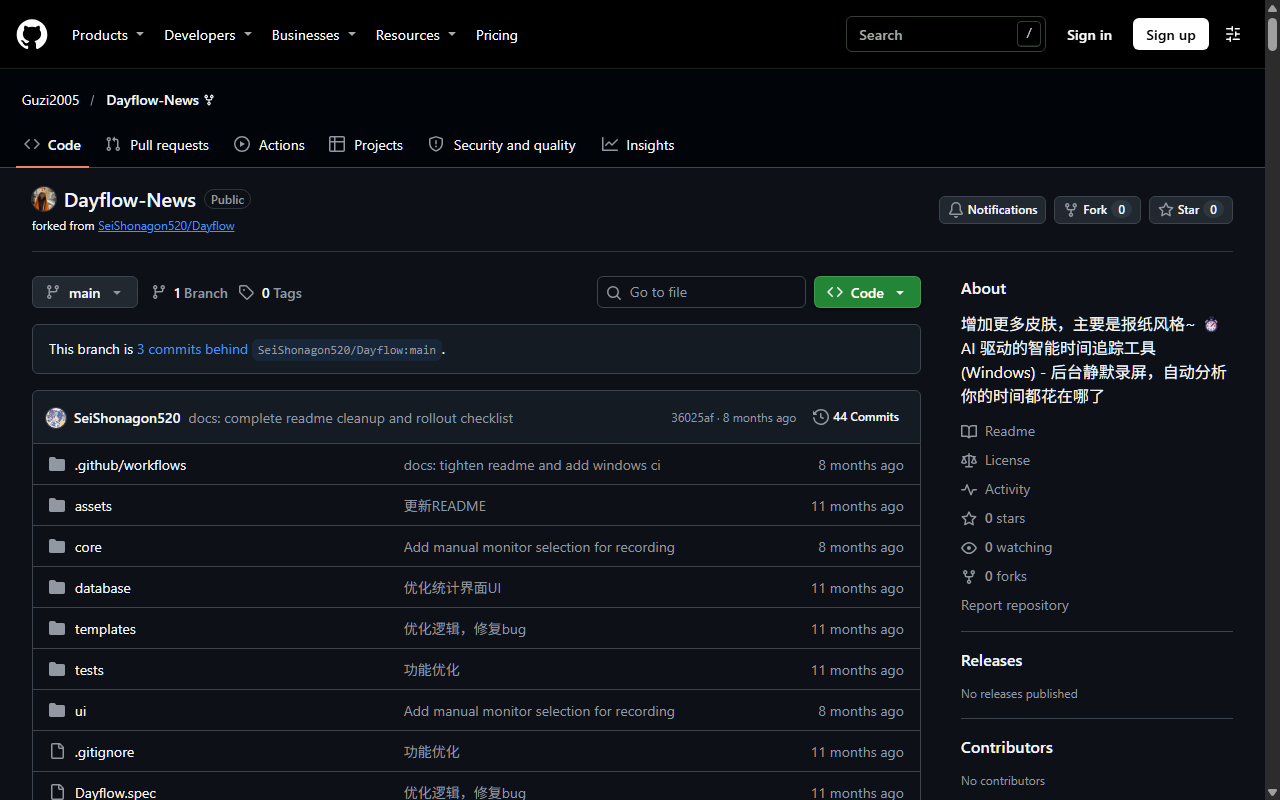 Products Developers Businesses Resources Pricing Search / Sign in Sign up
Guzi2005 / Dayflow-News
Code Pull requests Actions Projects Security and quality Insights
Dayflow-News Public
forked from SeiShonagon520/Dayflow
Notifications Fork 0 Star 0
main 1 Branch 0 Tags Go to file Code
This branch is 3 commits behind SeiShonagon520/Dayflow:main .
SeiShonagon520 docs: complete readme cleanup and rollout checklist 36025af · 8 months ago 44 Commits
.github/workflows docs: tighten readme and add windows ci 8 months ago
assets 更新README 11 months ago
core Add manual monitor selection for recording 8 months ago
database 优化统计界面UI 11 months ago
templates 优化逻辑，修复bug 11 months ago
tests 功能优化 11 months ago
ui Add manual monitor selection for recording 8 months ago
.gitignore 功能优化 11 months ago
Dayflow.spec 优化逻辑，修复bug 11 months ago
About
增加更多皮肤，主要是报纸风格~ ⏱️
AI 驱动的智能时间追踪工具
(Windows) - 后台静默录屏，自动分析
你的时间都花在哪了
Readme
License
Activity
0 stars
0 watching
0 forks
Report repository
Releases
No releases published
Contributors
No contributors